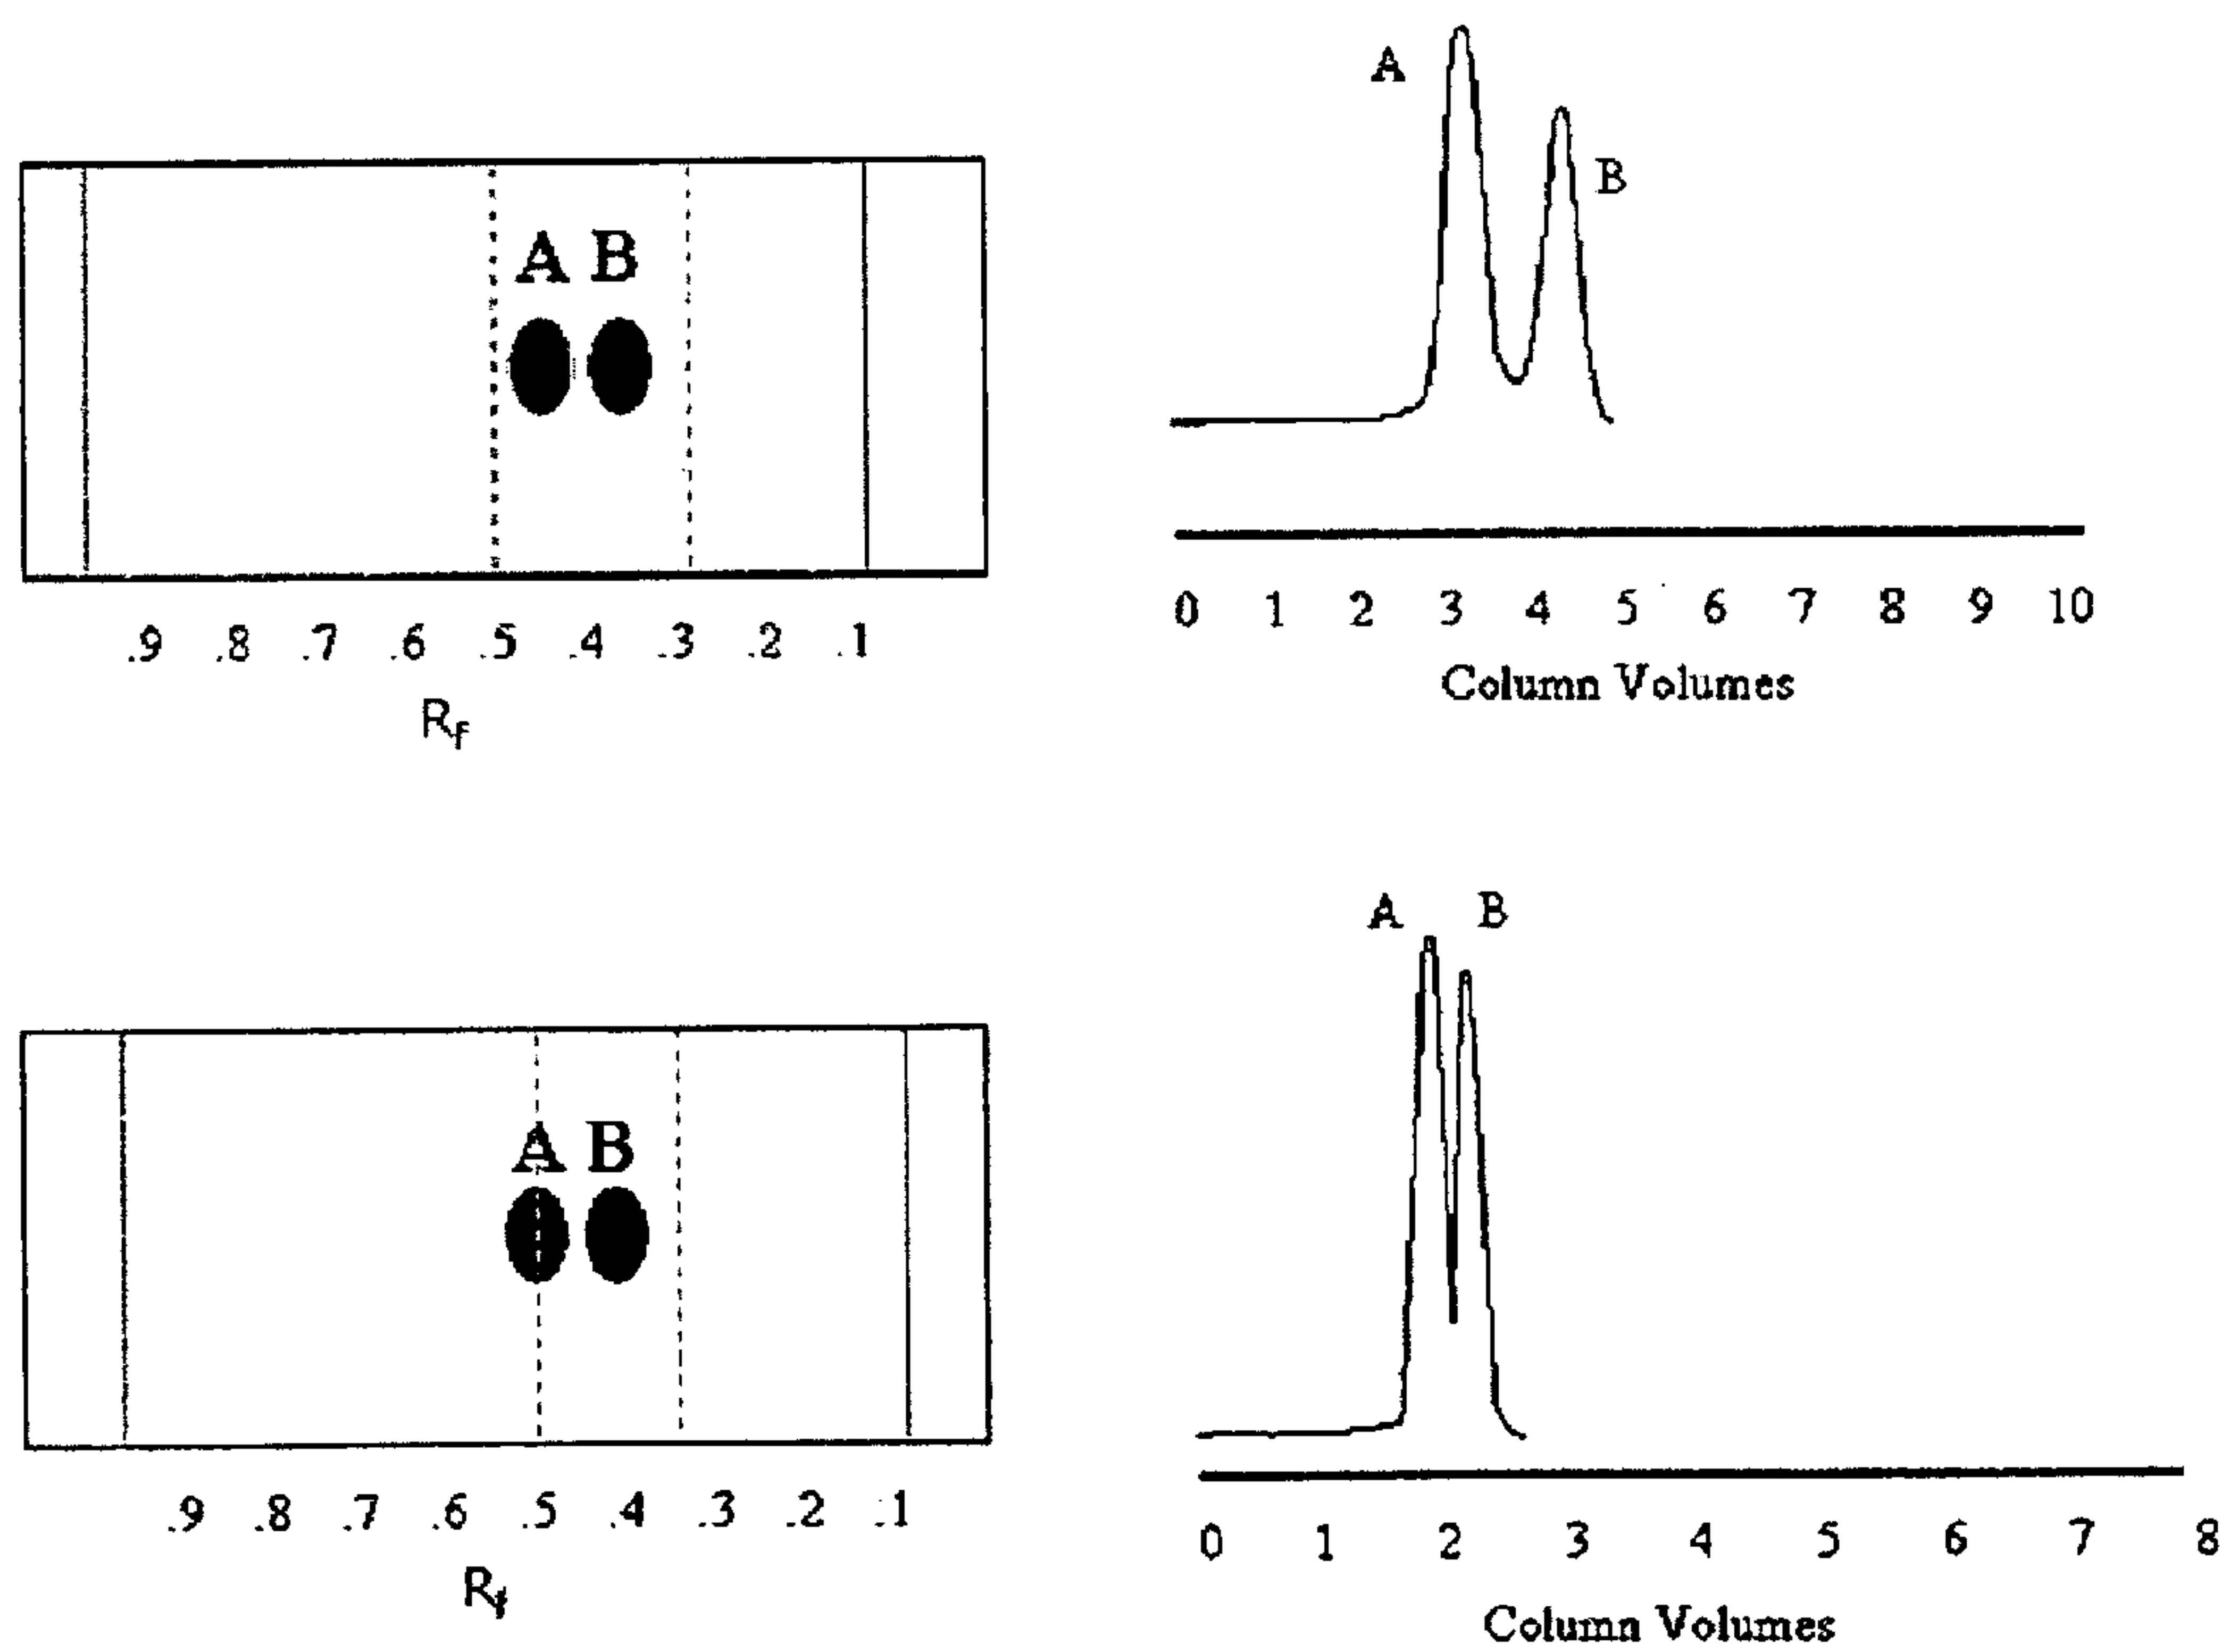 A B
.9 .8 .7 .6 .5 .4 .3 .2 .1
Rf
A
B
0 1 2 3 4 5 6 7 8 9 10
Column Volumes
A B
.9 .8 .7 .6 .5 .4 .3 .2 .1
Rf
A B
0 1 2 3 4 5 6 7 8
Column Volumes